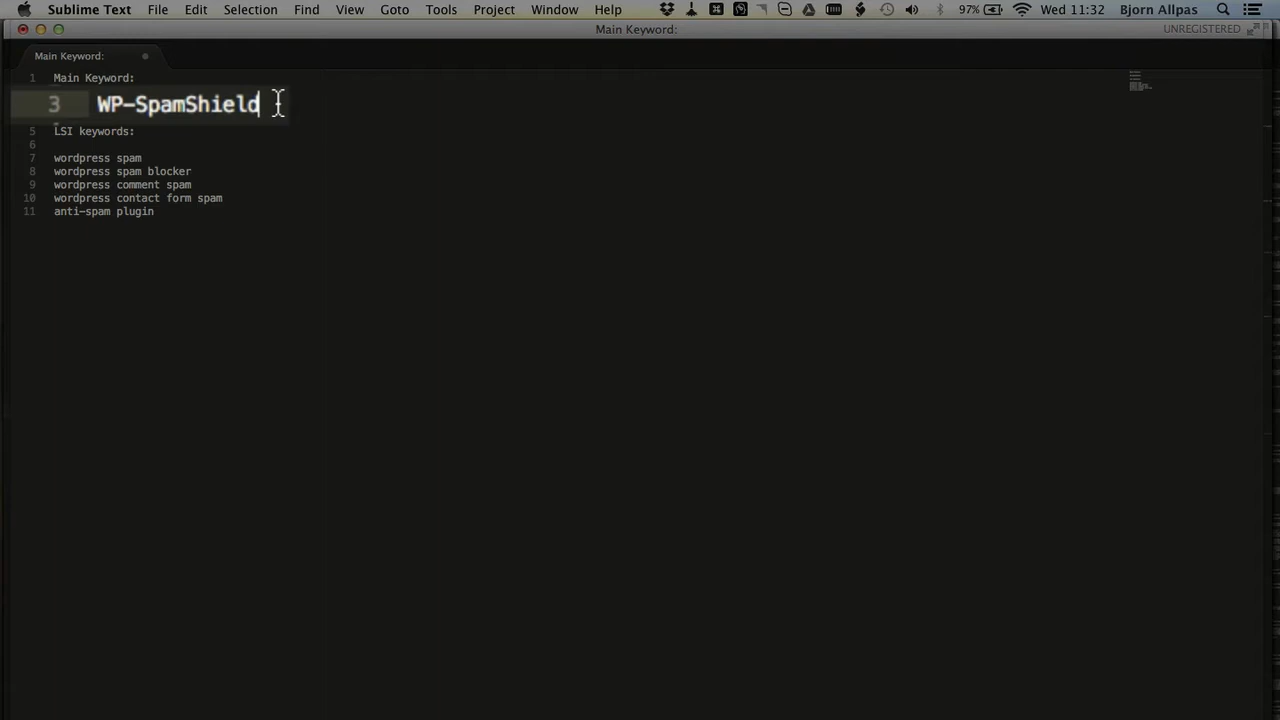 Sublime Text File Edit Selection Find View Goto Tools Project Window Help 97% Wed 11:32 Bjorn Allpas
Main Keyword: UNREGISTERED
Main Keyword:
1 Main Keyword:
3 WP-SpamShield
5 LSI keywords:
6
7 wordpress spam
8 wordpress spam blocker
9 wordpress comment spam
10 wordpress contact form spam
11 anti-spam plugin